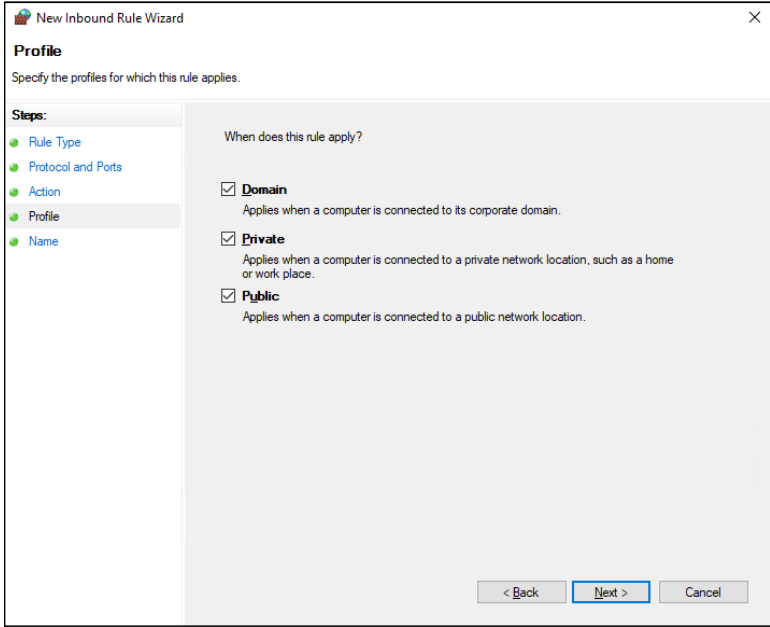 New Inbound Rule Wizard
Profile
Specify the profiles for which this rule applies.
Steps:
Rule Type
Protocol and Ports
Action
Profile
Name
When does this rule apply?
Domain
Applies when a computer is connected to its corporate domain.
Private
Applies when a computer is connected to a private network location, such as a home
or work place.
Public
Applies when a computer is connected to a public network location.
< Back
Next >
Cancel